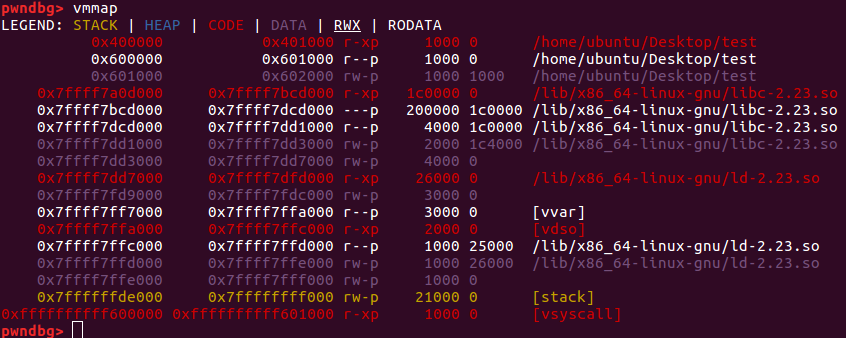 pwndbg> vmmap
LEGEND: STACK | HEAP | CODE | DATA | RWX | RODATA
0x400000 0x401000 r-xp 1000 0 /home/ubuntu/Desktop/test
0x600000 0x601000 r--p 1000 0 /home/ubuntu/Desktop/test
0x601000 0x602000 rw-p 1000 1000 /home/ubuntu/Desktop/test
0x7ffff7a0d000 0x7ffff7bcd000 r-xp 1c0000 0 /lib/x86_64-linux-gnu/libc-2.23.so
0x7ffff7bcd000 0x7ffff7dcd000 ---p 200000 1c0000 /lib/x86_64-linux-gnu/libc-2.23.so
0x7ffff7dcd000 0x7ffff7dd1000 r--p 4000 1c0000 /lib/x86_64-linux-gnu/libc-2.23.so
0x7ffff7dd1000 0x7ffff7dd3000 rw-p 2000 1c4000 /lib/x86_64-linux-gnu/libc-2.23.so
0x7ffff7dd3000 0x7ffff7dd7000 rw-p 4000 0
0x7ffff7dd7000 0x7ffff7dfd000 r-xp 26000 0 /lib/x86_64-linux-gnu/ld-2.23.so
0x7ffff7fd9000 0x7ffff7fdc000 rw-p 3000 0
0x7ffff7ff7000 0x7ffff7ffa000 r--p 3000 0 [vvar]
0x7ffff7ffa000 0x7ffff7ffc000 r-xp 2000 0 [vdso]
0x7ffff7ffc000 0x7ffff7ffd000 r--p 1000 25000 /lib/x86_64-linux-gnu/ld-2.23.so
0x7ffff7ffd000 0x7ffff7ffe000 rw-p 1000 26000 /lib/x86_64-linux-gnu/ld-2.23.so
0x7ffff7ffe000 0x7ffff7fff000 rw-p 1000 0
0x7ffffffde000 0x7ffffffff000 rw-p 21000 0 [stack]
0xffffffffff600000 0xffffffffff601000 r-xp 1000 0 [vsyscall]
pwndbg>